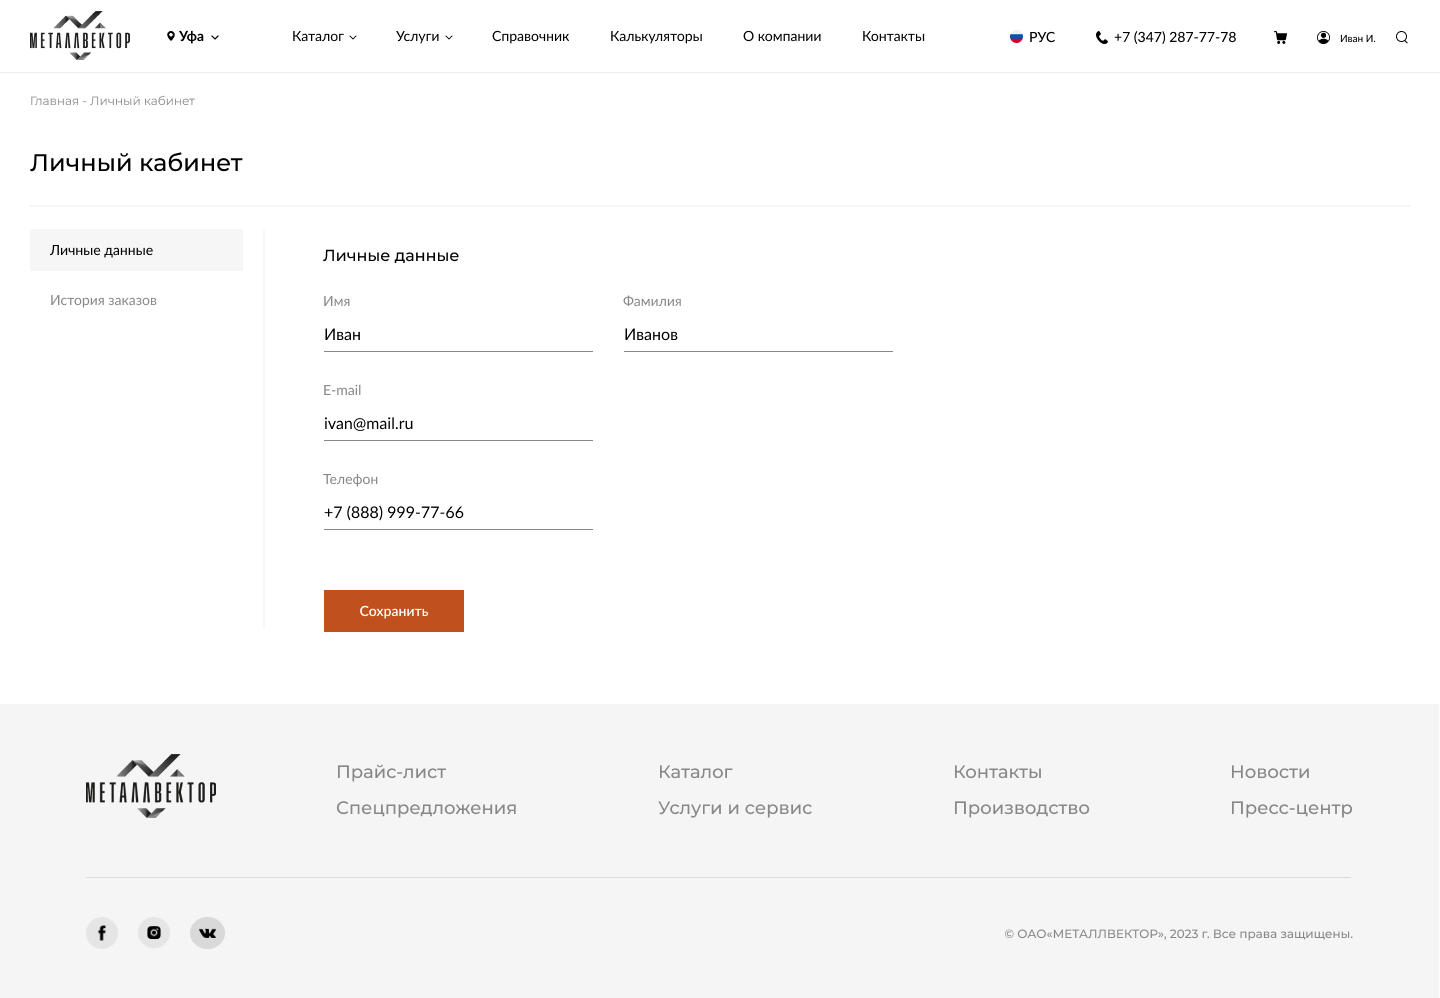 МЕТАЛЛВЕКТОР Уфа Каталог Услуги Справочник Калькуляторы О компании Контакты РУС +7 (347) 287-77-78 Иван И.
Главная - Личный кабинет
Личный кабинет
Личные данные
История заказов
Личные данные
Имя Фамилия
Иван Иванов
E-mail
ivan@mail.ru
Телефон
+7 (888) 999-77-66
Сохранить
МЕТАЛЛВЕКТОР
Прайс-лист Каталог Контакты Новости
Спецпредложения Услуги и сервис Производство Пресс-центр
© ОАО«МЕТАЛЛВЕКТОР», 2023 г. Все права защищены.